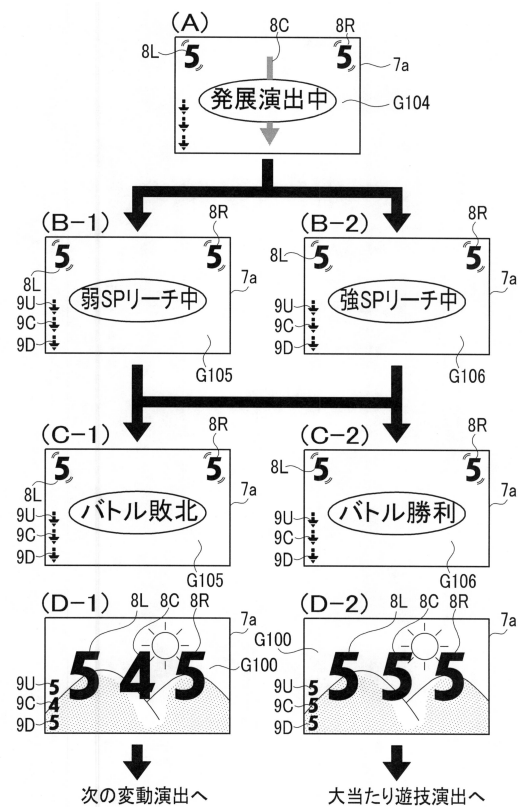 (A)
8C
8R
8L
5
5
7a
発展演出中
G104
(B-1)
(B-2)
8R
8R
5
5
8L
5
5
7a
7a
8L
9U
弱SPリーチ中
9U
強SPリーチ中
9C
9C
9D
9D
G105
G106
(C-1)
(C-2)
8R
8R
5
5
8L
5
5
7a
7a
8L
9U
バトル敗北
9U
バトル勝利
9C
9C
9D
9D
G105
G106
(D-1)
8L
8C
8R
7a
(D-2)
8L
8C
8R
7a
5 4 5
G100
G100
5 5 5
9U 5
9C 4
9D 5
9U 5
9C 5
9D 5
次の変動演出へ
大当たり遊技演出へ